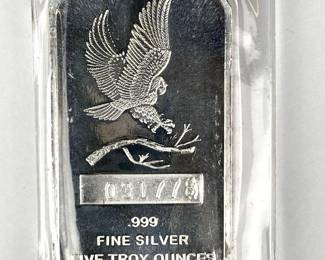 .999
FINE SILVER
FIVE TROY OUNCES